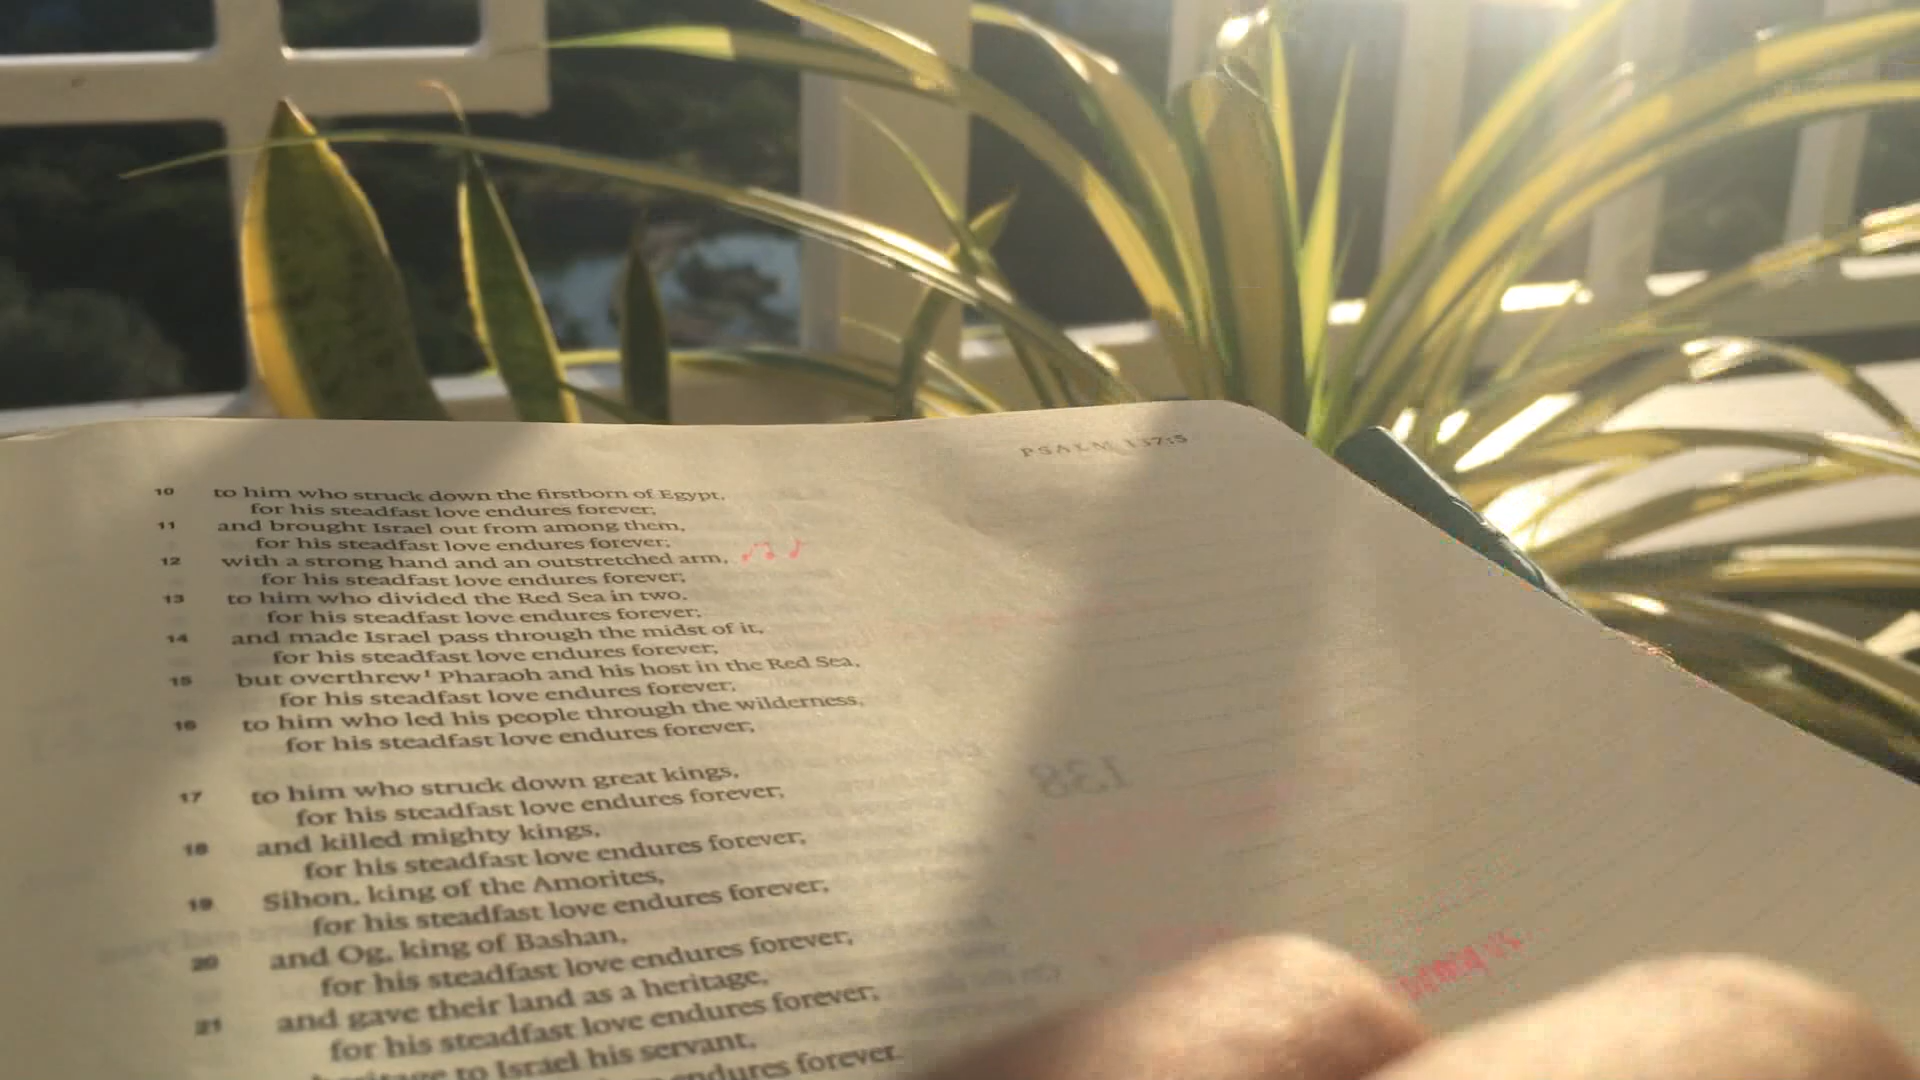 PSALM 137:5
10 to him who struck down the firstborn of Egypt,
for his steadfast love endures forever;
11 and brought Israel out from among them,
for his steadfast love endures forever;
12 with a strong hand and an outstretched arm,
for his steadfast love endures forever;
13 to him who divided the Red Sea in two,
for his steadfast love endures forever;
14 and made Israel pass through the midst of it,
for his steadfast love endures forever;
15 but overthrew¹ Pharaoh and his host in the Red Sea,
for his steadfast love endures forever;
16 to him who led his people through the wilderness,
for his steadfast love endures forever;
17 to him who struck down great kings,
for his steadfast love endures forever;
18 and killed mighty kings,
for his steadfast love endures forever;
19 Sihon, king of the Amorites,
for his steadfast love endures forever;
20 and Og, king of Bashan,
for his steadfast love endures forever;
21 and gave their land as a heritage,
for his steadfast love endures forever;
heritage to Israel his servant,
endures forever.
138